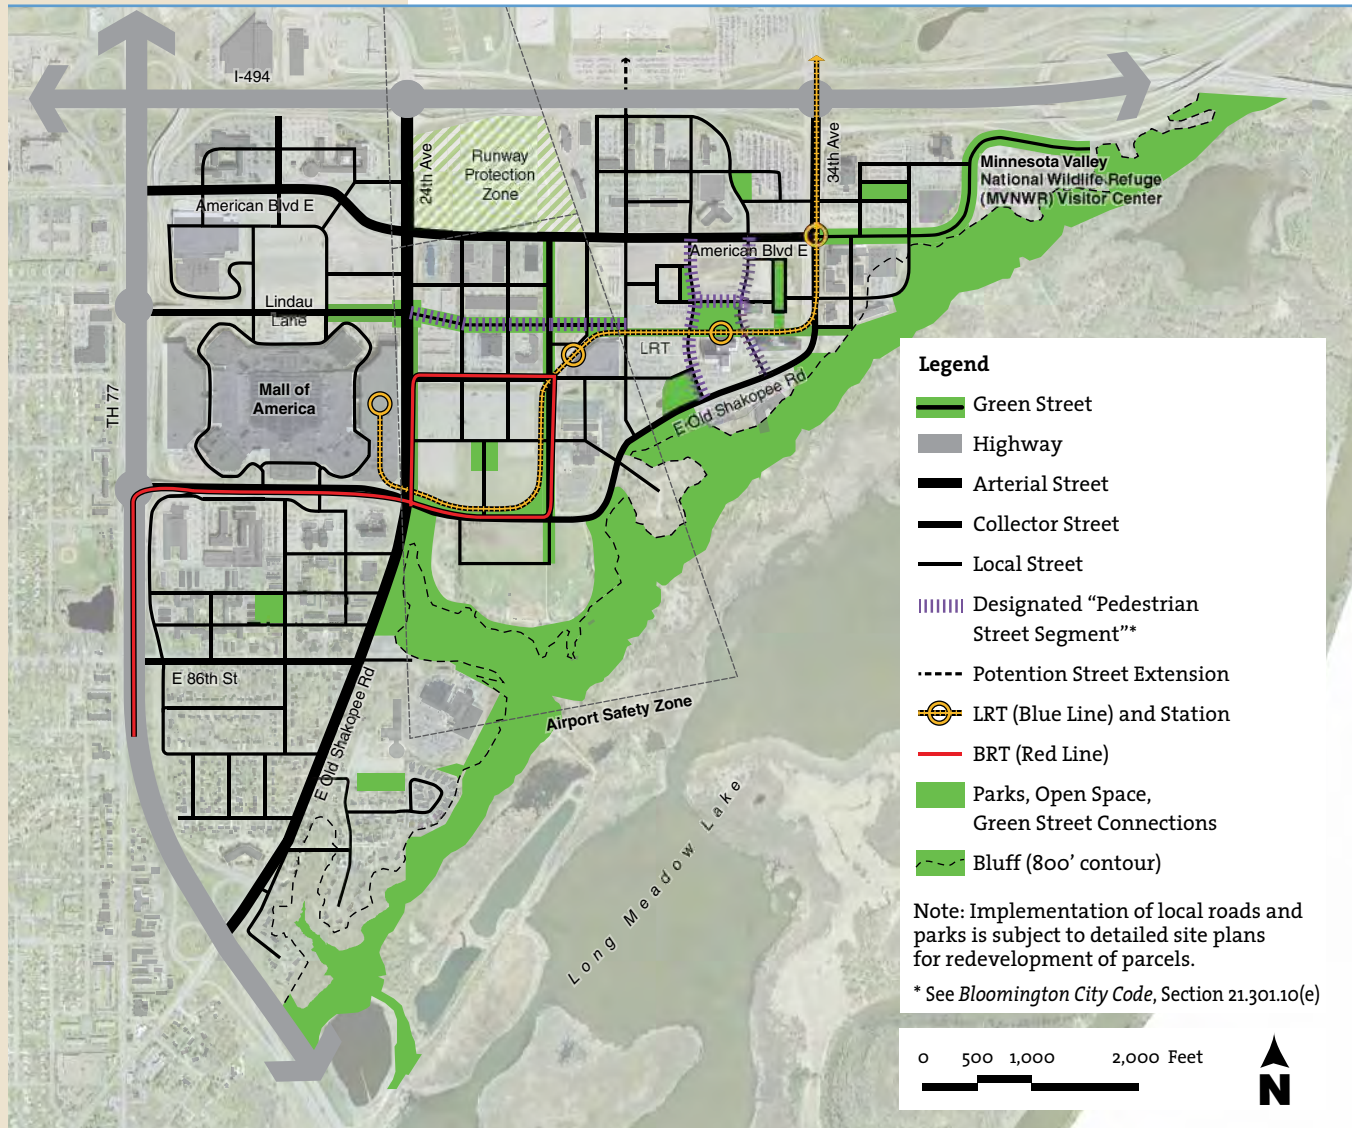 I-494
24th Ave
Runway
Protection
Zone
34th Ave
Minnesota Valley
National Wildlife Refuge
(MVNWR) Visitor Center
American Blvd E
American Blvd E
Lindau
Lane
LRT
Mall of
America
TH 77
E Old Shakopee Rd
E 86th St
E Old Shakopee Rd
Airport Safety Zone
Long Meadow Lake
Legend
Green Street
Highway
Arterial Street
Collector Street
Local Street
Designated “Pedestrian
Street Segment”*
Potention Street Extension
LRT (Blue Line) and Station
BRT (Red Line)
Parks, Open Space,
Green Street Connections
Bluff (800’ contour)
Note: Implementation of local roads and
parks is subject to detailed site plans
for redevelopment of parcels.
* See Bloomington City Code, Section 21.301.10(e)
0 500 1,000 2,000 Feet
N